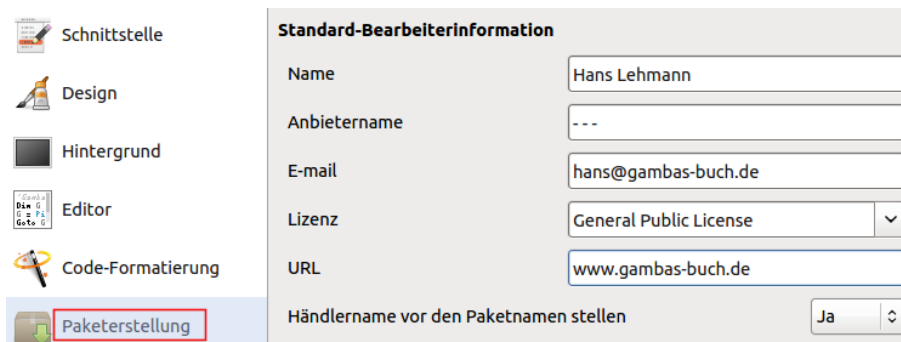 Schnittstelle
Design
Hintergrund
Editor
Code-Formatierung
Paketerstellung
Standard-Bearbeiterinformation
Name
Hans Lehmann
Anbietername
- - -
E-mail
hans@gambas-buch.de
Lizenz
General Public License
URL
www.gambas-buch.de
Händlername vor den Paketnamen stellen
Ja